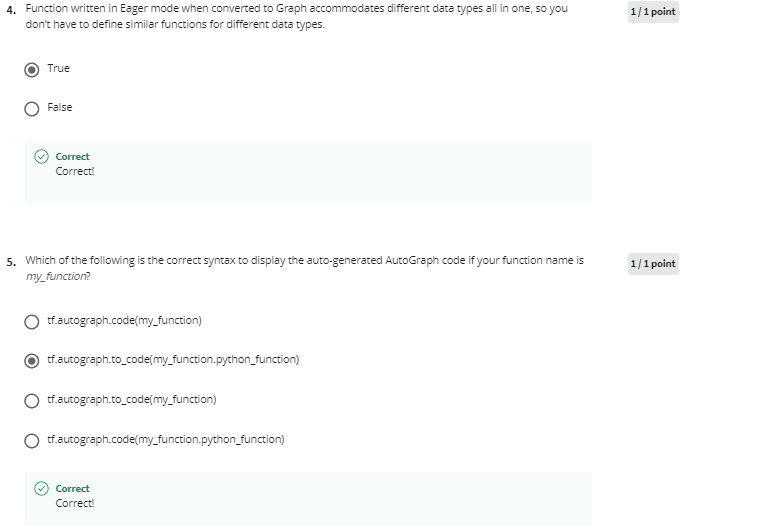 4. Function written in Eager mode when converted to Graph accommodates different data types all in one, so you
don't have to define similar functions for different data types.
1 / 1 point
True
False
Correct
Correct!
5. Which of the following is the correct syntax to display the auto-generated AutoGraph code if your function name is
my_function?
1 / 1 point
tf.autograph.code(my_function)
tf.autograph.to_code(my_function.python_function)
tf.autograph.to_code(my_function)
tf.autograph.code(my_function.python_function)
Correct
Correct!